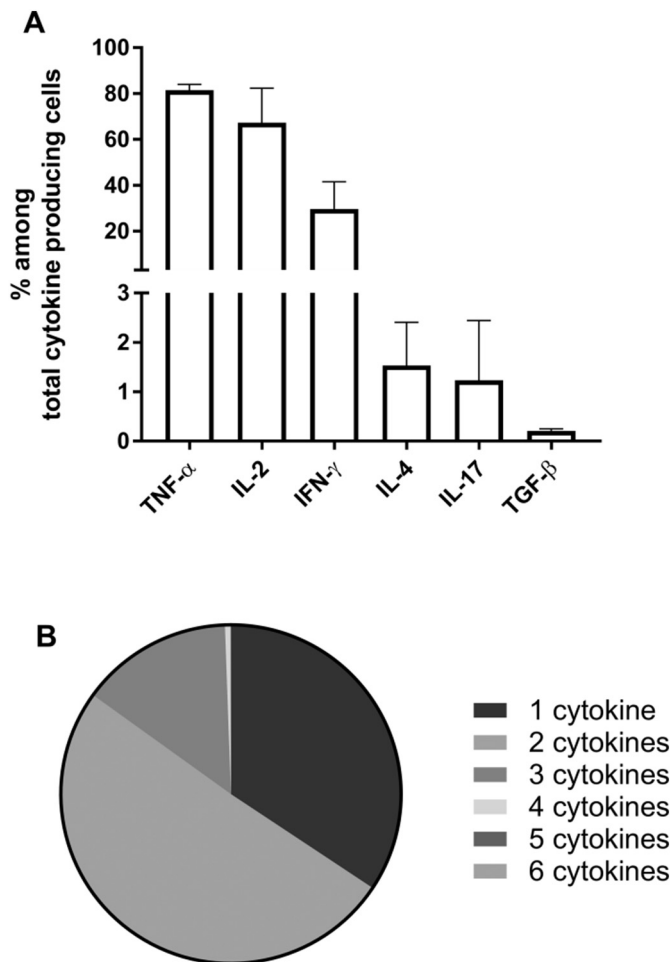 A
% among
total cytokine producing cells
100
80
60
40
20
3
2
1
0
TNF-α
IL-2
IFN-γ
IL-4
IL-17
TGF-β
B
1 cytokine
2 cytokines
3 cytokines
4 cytokines
5 cytokines
6 cytokines